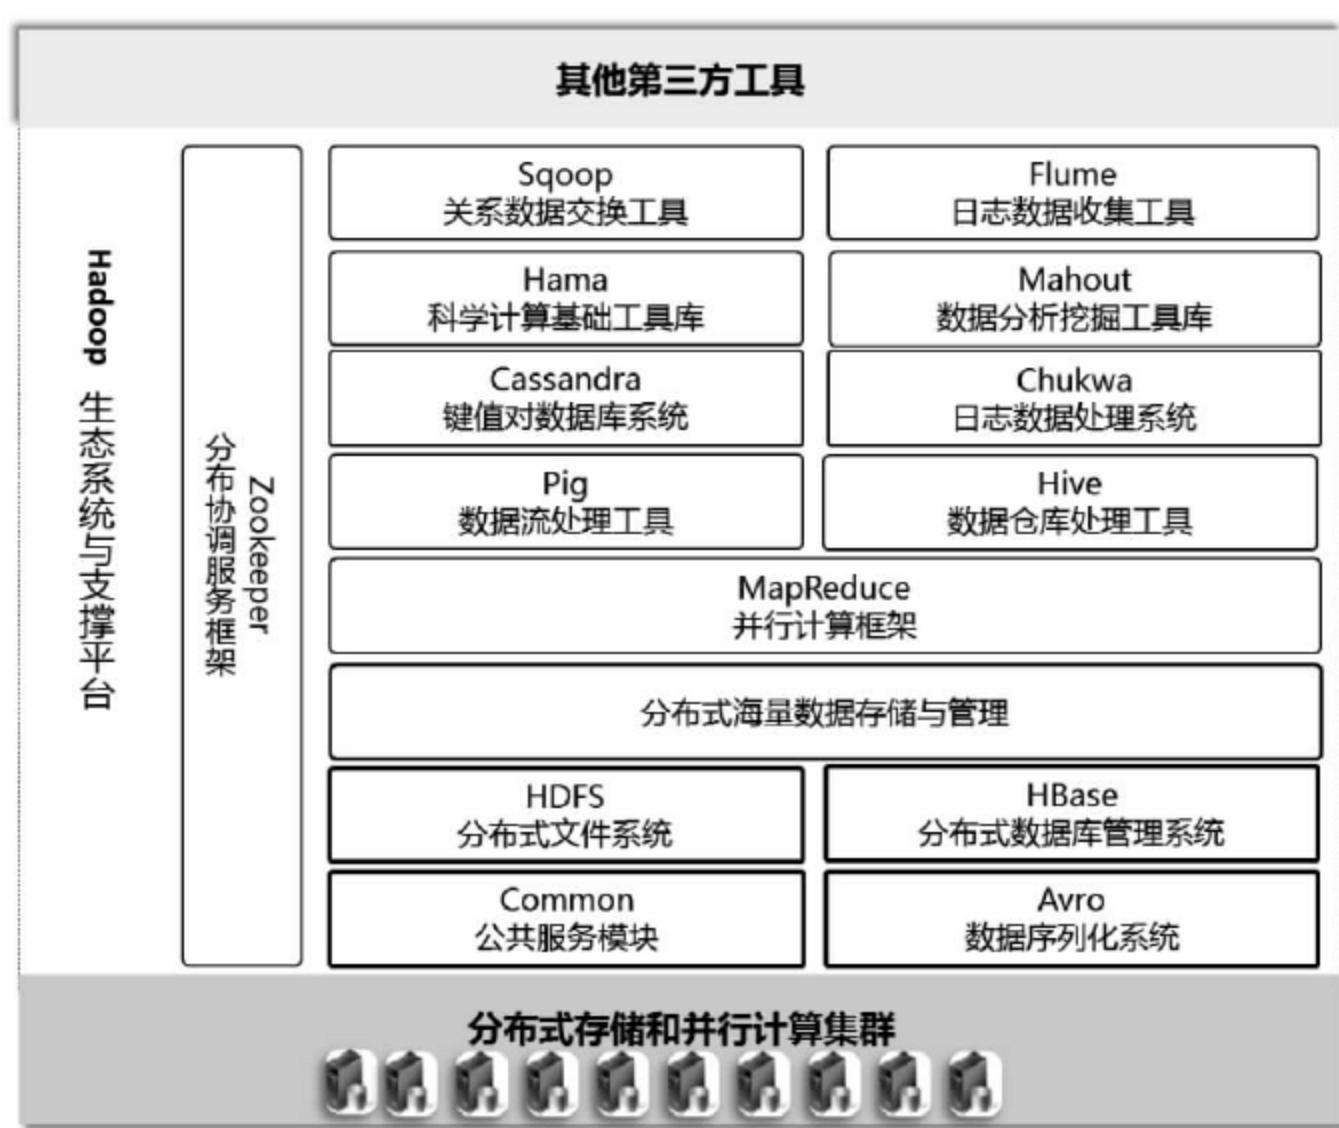 其他第三方工具
Hadoop 生态系统与支撑平台
Zookeeper
分布协调服务框架
Sqoop
关系数据交换工具
Flume
日志数据收集工具
Hama
科学计算基础工具库
Mahout
数据分析挖掘工具库
Cassandra
键值对数据库系统
Chukwa
日志数据处理系统
Pig
数据流处理工具
Hive
数据仓库处理工具
MapReduce
并行计算框架
分布式海量数据存储与管理
HDFS
分布式文件系统
HBase
分布式数据库管理系统
Common
公共服务模块
Avro
数据序列化系统
分布式存储和并行计算集群